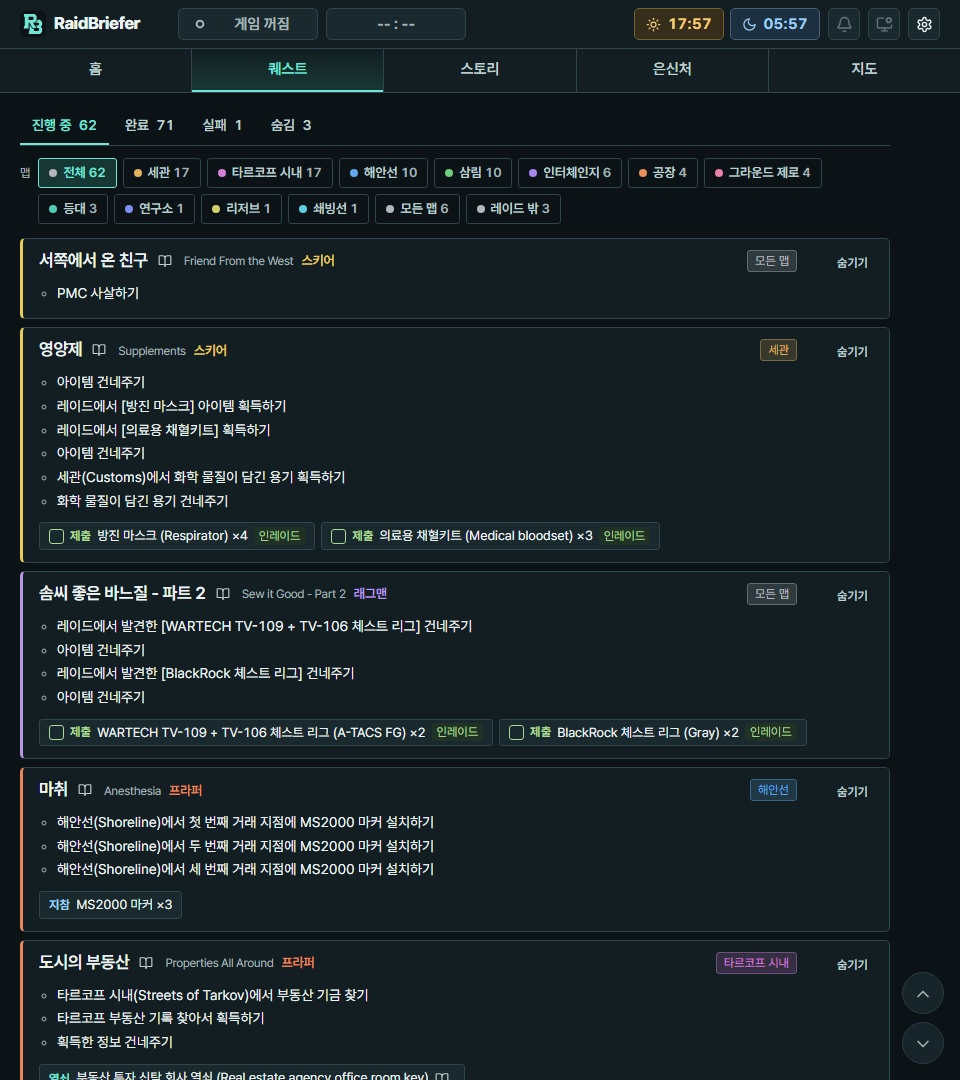 RaidBriefer
게임 꺼짐
-- : --
17:57
05:57
홈
퀘스트
스토리
은신처
지도
진행 중 62
완료 71
실패 1
숨김 3
맵
전체 62
세관 17
타르코프 시내 17
해안선 10
삼림 10
인터체인지 6
공장 4
그라운드 제로 4
등대 3
연구소 1
리저브 1
쇄빙선 1
모든 맵 6
레이드 밖 3
서쪽에서 온 친구 Friend From the West 스키어 모든 맵 숨기기
PMC 사살하기
영양제 Supplements 스키어 세관 숨기기
아이템 건네주기
레이드에서 [방진 마스크] 아이템 획득하기
레이드에서 [의료용 채혈키트] 획득하기
아이템 건네주기
세관(Customs)에서 화학 물질이 담긴 용기 획득하기
화학 물질이 담긴 용기 건네주기
제출 방진 마스크 (Respirator) ×4 인레이드
제출 의료용 채혈키트 (Medical bloodset) ×3 인레이드
솜씨 좋은 바느질 - 파트 2 Sew it Good - Part 2 래그맨 모든 맵 숨기기
레이드에서 발견한 [WARTECH TV-109 + TV-106 체스트 리그] 건네주기
아이템 건네주기
레이드에서 발견한 [BlackRock 체스트 리그] 건네주기
아이템 건네주기
제출 WARTECH TV-109 + TV-106 체스트 리그 (A-TACS FG) ×2 인레이드
제출 BlackRock 체스트 리그 (Gray) ×2 인레이드
마취 Anesthesia 프라퍼 해안선 숨기기
해안선(Shoreline)에서 첫 번째 거래 지점에 MS2000 마커 설치하기
해안선(Shoreline)에서 두 번째 거래 지점에 MS2000 마커 설치하기
해안선(Shoreline)에서 세 번째 거래 지점에 MS2000 마커 설치하기
지참 MS2000 마커 ×3
도시의 부동산 Properties All Around 프라퍼 타르코프 시내 숨기기
타르코프 시내(Streets of Tarkov)에서 부동산 기금 찾기
타르코프 부동산 기록 찾아서 획득하기
획득한 정보 건네주기
열쇠 부동산 투자 신탁 회사 열쇠 (Real estate agency office room key)